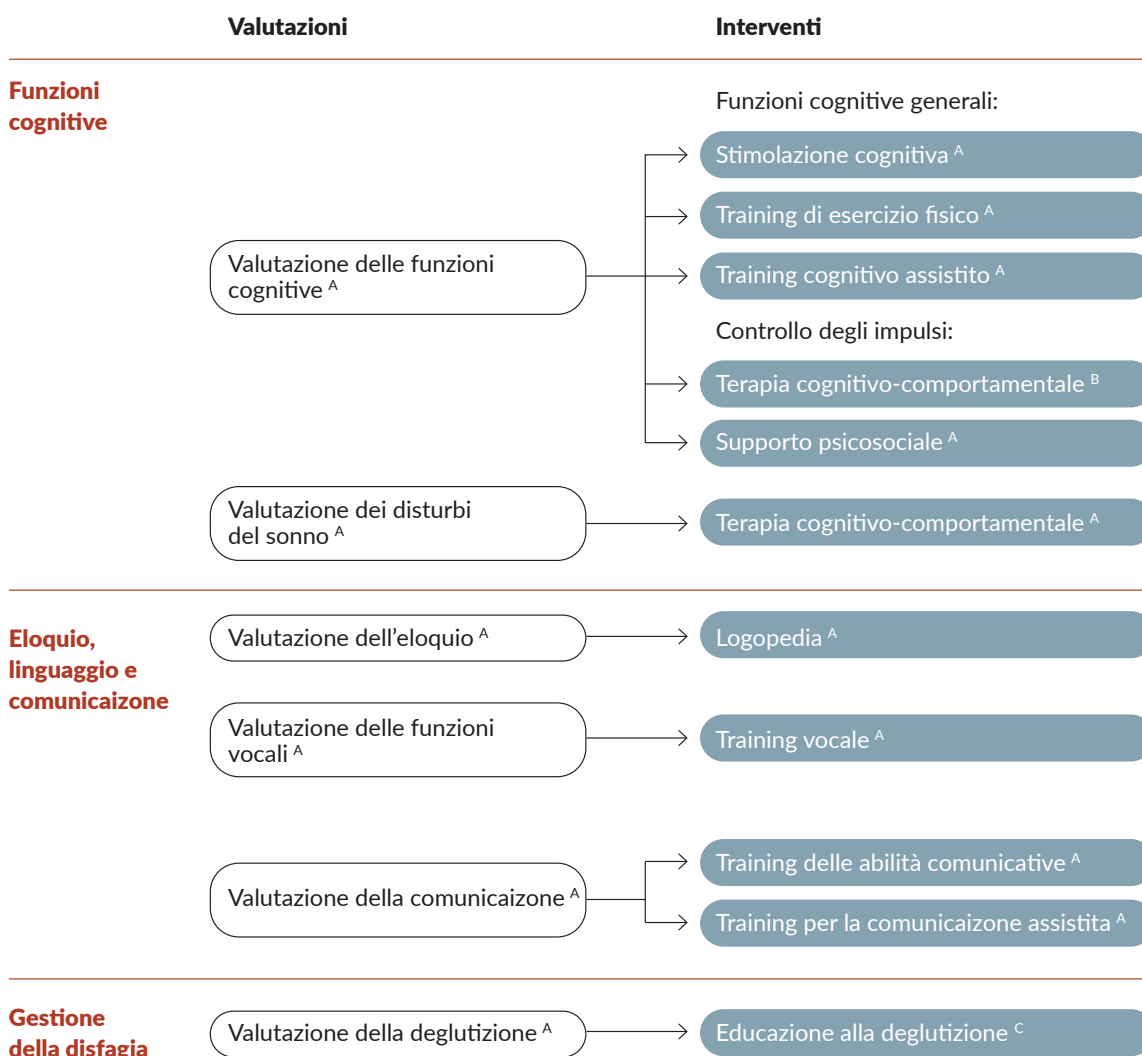 Valutazioni
Interventi
Funzioni
cognitive
Funzioni cognitive generali:
Stimolazione cognitiva A
Training di esercizio fisico A
Valutazione delle funzioni
cognitive A
Training cognitivo assistito A
Controllo degli impulsi:
Terapia cognitivo-comportamentale B
Supporto psicosociale A
Valutazione dei disturbi
del sonno A
Terapia cognitivo-comportamentale A
Eloquio,
linguaggio e
comunicaizone
Valutazione dell'eloquio A
Logopedia A
Valutazione delle funzioni
vocali A
Training vocale A
Valutazione della comunicaizone A
Training delle abilità comunicative A
Training per la comunicaizone assistita A
Gestione
della disfagia
Valutazione della deglutizione A
Educazione alla deglutizione C